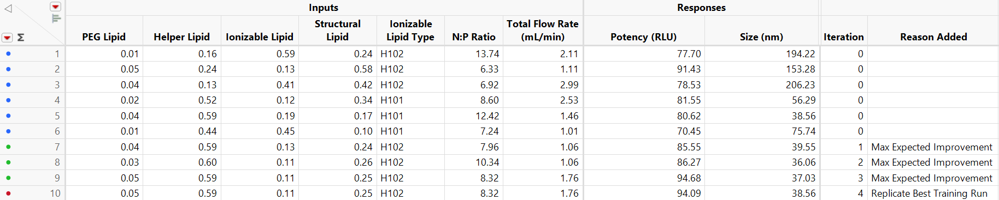 Inputs Responses
PEG Lipid Helper Lipid Ionizable Lipid Structural Lipid Ionizable Lipid Type N:P Ratio Total Flow Rate (mL/min) Potency (RLU) Size (nm) Iteration Reason Added
1 0.01 0.16 0.59 0.24 H102 13.74 2.11 77.70 194.22 0
2 0.05 0.24 0.13 0.58 H102 6.33 1.11 91.43 153.28 0
3 0.04 0.13 0.41 0.42 H102 6.92 2.99 78.53 206.23 0
4 0.02 0.52 0.12 0.34 H101 8.60 2.53 81.55 56.29 0
5 0.04 0.59 0.19 0.17 H101 12.42 1.46 80.62 38.56 0
6 0.01 0.44 0.45 0.10 H101 7.24 1.01 70.45 75.74 0
7 0.04 0.59 0.13 0.24 H102 7.96 1.06 85.55 39.55 1 Max Expected Improvement
8 0.03 0.60 0.11 0.26 H102 10.34 1.06 86.27 36.06 2 Max Expected Improvement
9 0.05 0.59 0.11 0.25 H102 8.32 1.76 94.68 37.03 3 Max Expected Improvement
10 0.05 0.59 0.11 0.25 H102 8.32 1.76 94.09 38.56 4 Replicate Best Training Run